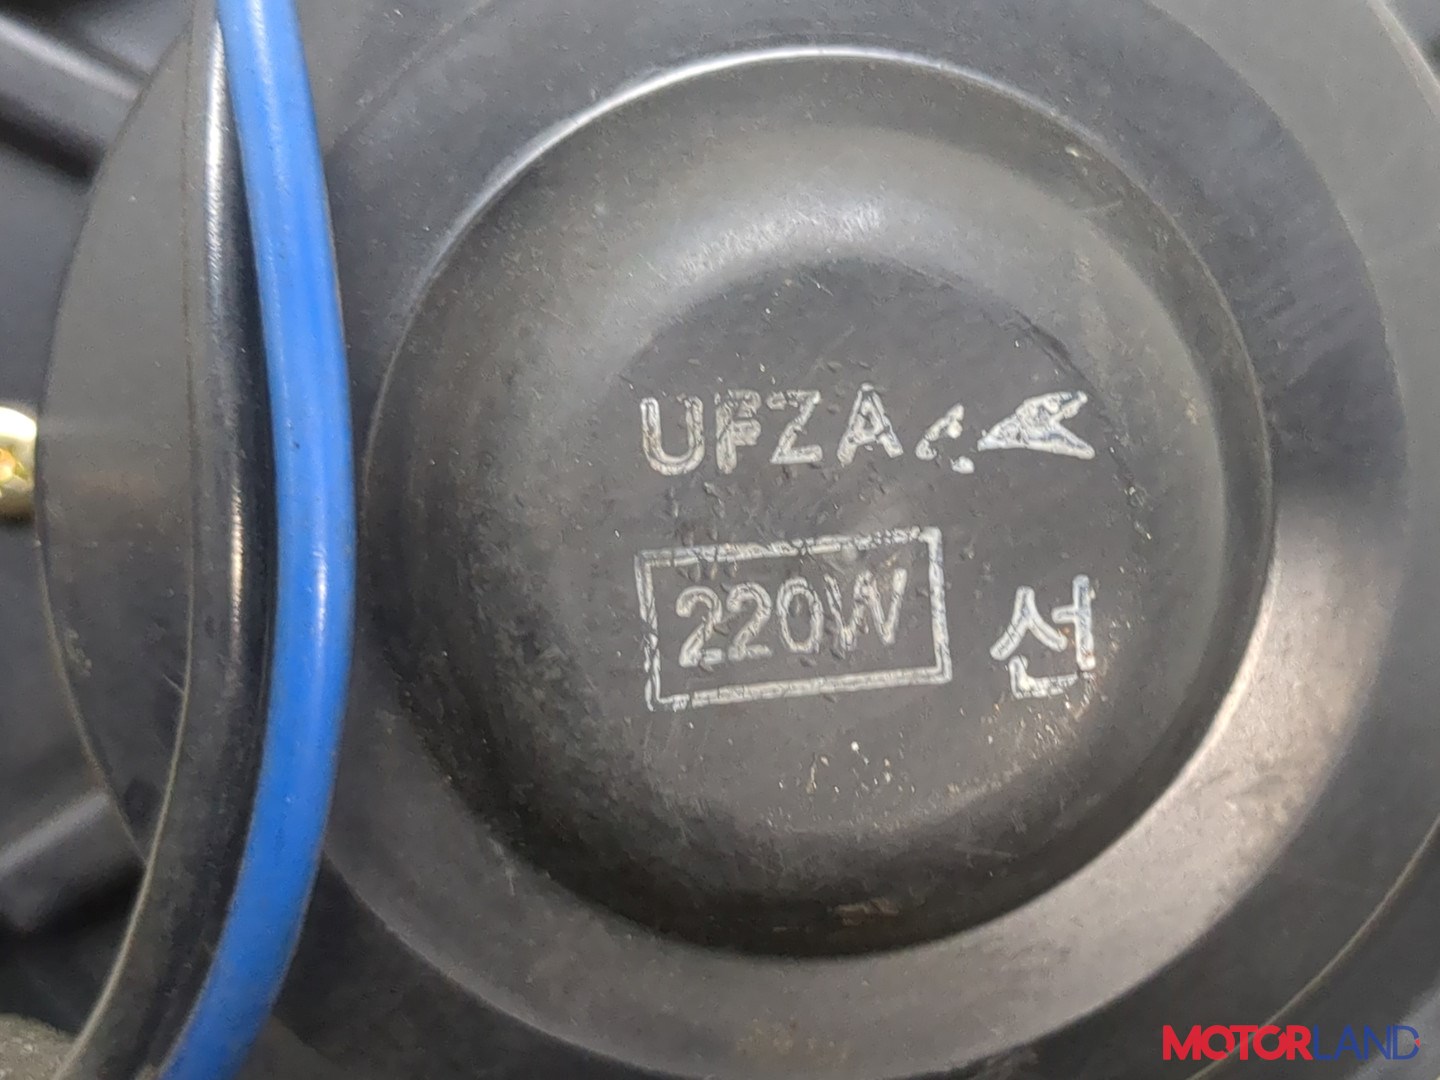 UFZA
220W 선
MOTORLAND